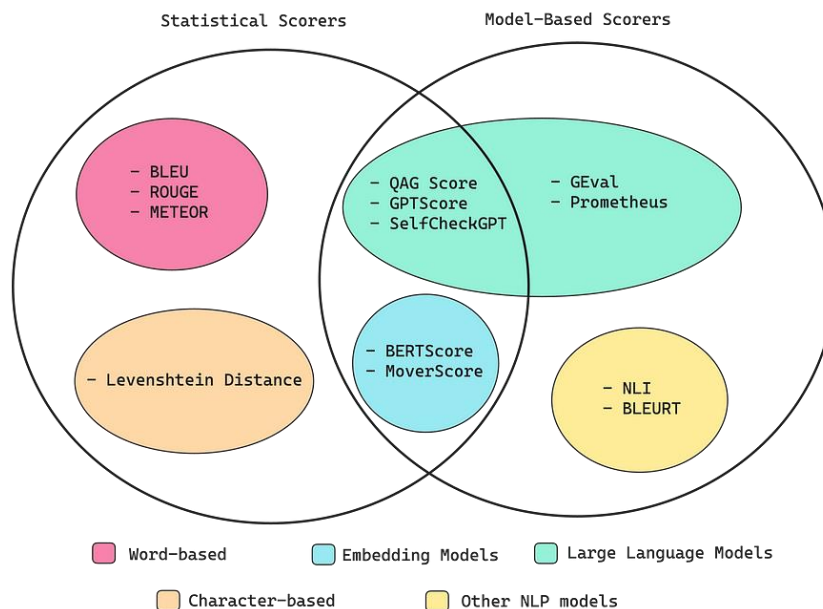 Statistical Scorers
Model-Based Scorers
- BLEU
- ROUGE
- METEOR
- QAG Score
- GPTScore
- SelfCheckGPT
- GEval
- Prometheus
- Levenshtein Distance
- BERTScore
- MoverScore
- NLI
- BLEURT
Word-based
Embedding Models
Large Language Models
Character-based
Other NLP models